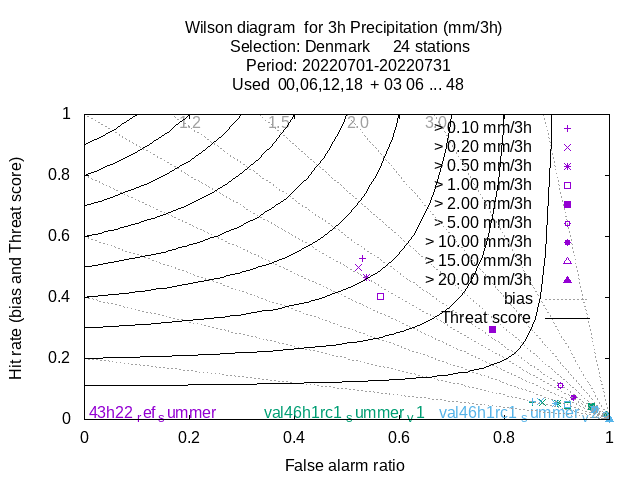 Wilson diagram  for 3h Precipitation (mm/3h)
Selection: Denmark     24 stations
Period: 20220701-20220731
Used  00,06,12,18  + 03 06 ... 48
1.2 1.5 2.0 3.0
> 0.10 mm/3h
> 0.20 mm/3h
> 0.50 mm/3h
> 1.00 mm/3h
> 2.00 mm/3h
> 5.00 mm/3h
> 10.00 mm/3h
> 15.00 mm/3h
> 20.00 mm/3h
bias
Threat score
Hit rate (bias and Threat score)
1
0.8
0.6
0.4
0.2
0
43h22ref summer val46h1rc1summerv1 val46h1rc1summerv
0 0.2 0.4 0.6 0.8 1
False alarm ratio